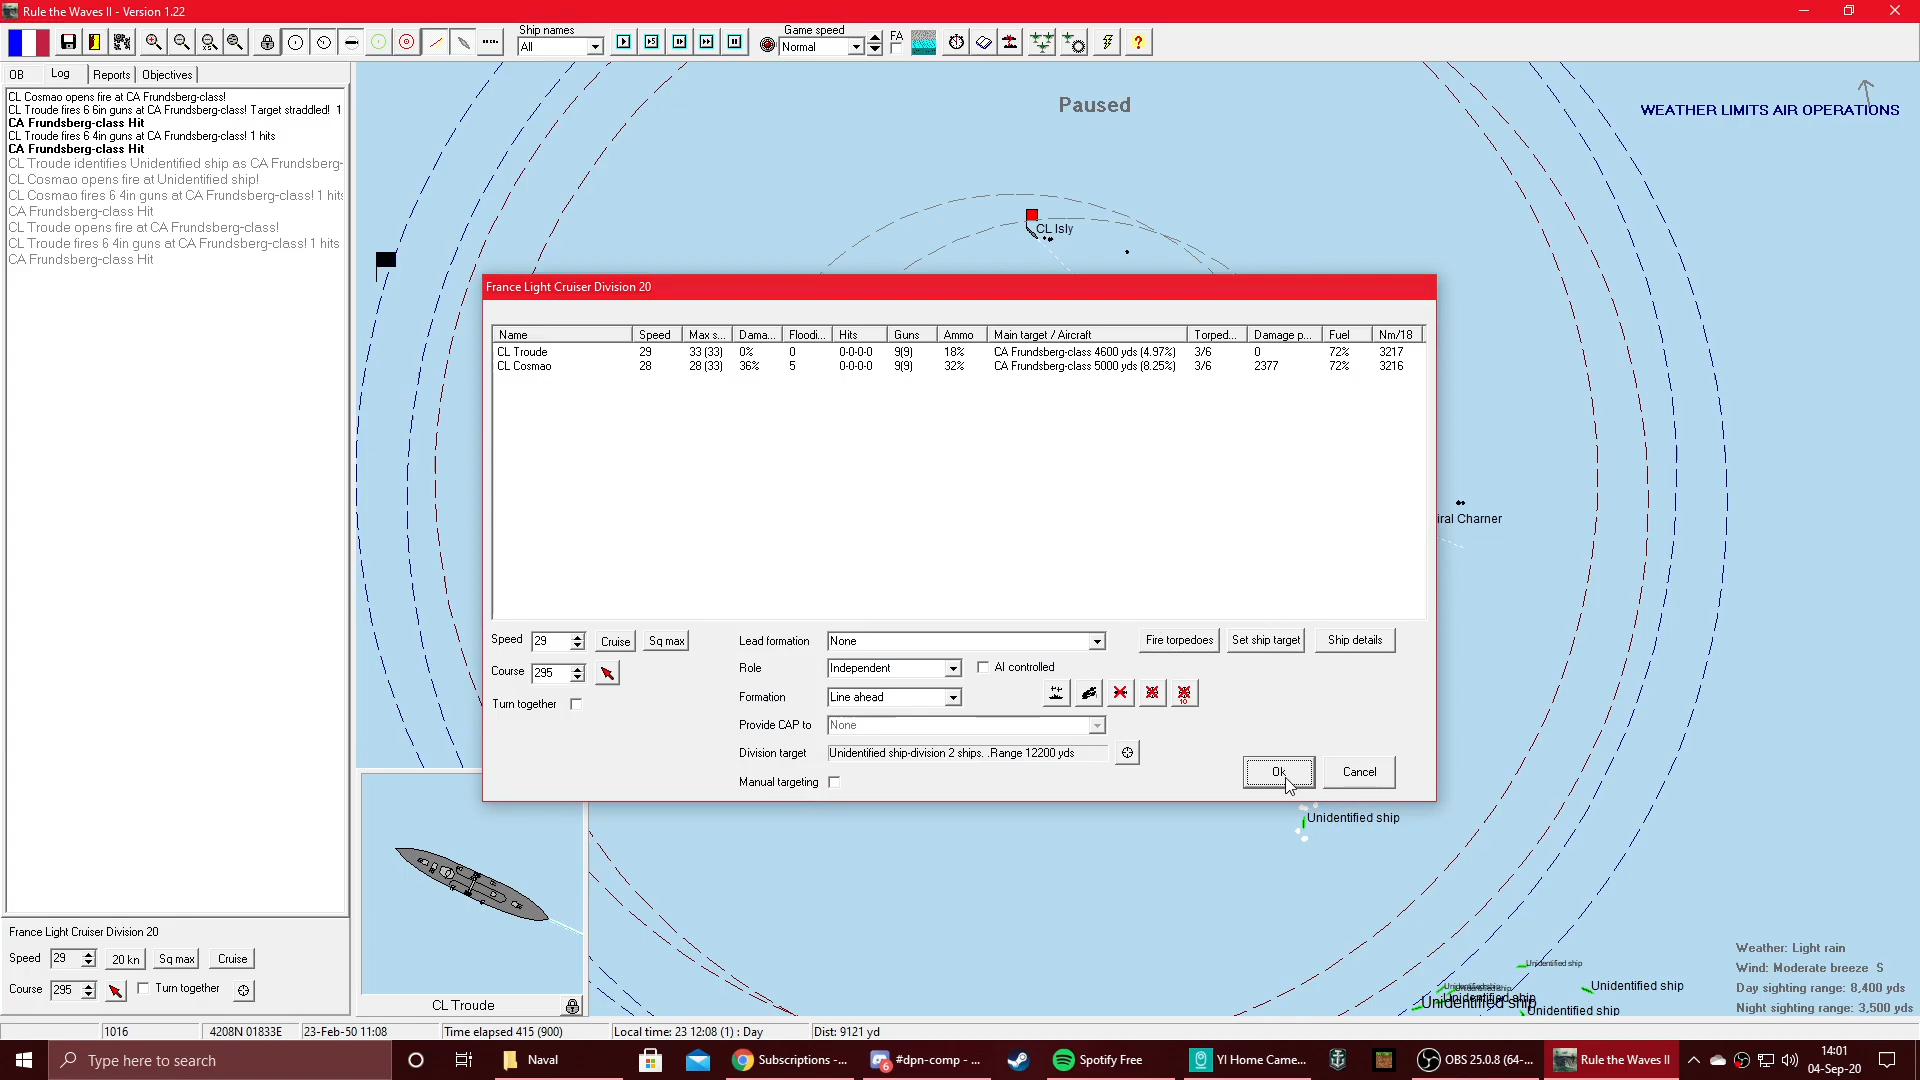 Rule the Waves II - Version 1.22
Ship names
All
Game speed
Normal
FA
OB
Log
Reports
Objectives
CL Cosmao opens fire at CA Frundsberg-class!
CL Troude fires 6 6in guns at CA Frundsberg-class! Target straddled! 1
CA Frundsberg-class Hit
CL Troude fires 6 4in guns at CA Frundsberg-class! 1 hits
CA Frundsberg-class Hit
CL Troude identifies Unidentified ship as CA Frundsberg-
CL Cosmao opens fire at Unidentified ship!
CL Cosmao fires 6 4in guns at CA Frundsberg-class! 1 hits
CA Frundsberg-class Hit
CL Troude opens fire at CA Frundsberg-class!
CL Troude fires 6 4in guns at CA Frundsberg-class! 1 hits
CA Frundsberg-class Hit
Paused
WEATHER LIMITS AIR OPERATIONS
CL Isly
France Light Cruiser Division 20
Name Speed Max s... Dama... Floodi... Hits Guns Ammo Main target / Aircraft Torped... Damage p... Fuel Nm/18
CL Troude 29 33 (33) 0% 0 0-0-0-0 9(9) 18% CA Frundsberg-class 4600 yds (4.97%) 3/6 0 72% 3217
CL Cosmao 28 28 (33) 36% 5 0-0-0-0 9(9) 32% CA Frundsberg-class 5000 yds (8.25%) 3/6 2377 72% 3216
iral Charner
Speed 29 Cruise Sq max
Course 295
Turn together
Lead formation None
Role Independent AI controlled
Formation Line ahead
Provide CAP to None
Division target Unidentified ship-division 2 ships. .Range 12200 yds
Manual targeting
Fire torpedoes
Set ship target
Ship details
10
Ok
Cancel
Unidentified ship
Unidentified ship
Unidentified ship
Unidentified ship
Unidentified ship
Weather: Light rain
Wind: Moderate breeze S
Day sighting range: 8,400 yds
Night sighting range: 3,500 yds
France Light Cruiser Division 20
Speed 29 20 kn Sq max Cruise
Course 295 Turn together
CL Troude
1016
4208N 01833E
23-Feb-50 11:08
Time elapsed 415 (900)
Local time: 23 12:08 (1) : Day
Dist: 9121 yd
Type here to search
Naval
Subscriptions -...
6
#dpn-comp - ...
Spotify Free
YI Home Came...
OBS 25.0.8 (64-...
Rule the Waves II
14:01
04-Sep-20